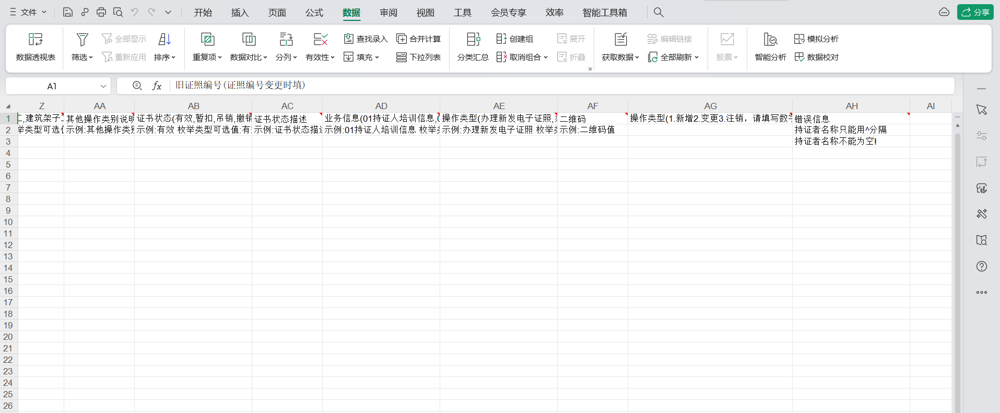 文件 开始 插入 页面 公式 数据 审阅 视图 工具 会员专享 效率 智能工具箱 分享
全部显示 查找录入 合并计算 创建组 展开 编辑链接 模拟分析
数据透视表 筛选 重新应用 排序 重复项 数据对比 分列 有效性 填充 下拉列表 分类汇总 取消组合 折叠 获取数据 全部刷新 股票 智能分析 数据校对
A1 fx 旧证照编号(证照编号变更时填)
Z AA AB AC AD AE AF AG AH AI
1 ,建筑架子 其他操作类别说明 证书状态(有效,暂扣,吊销,撤销 证书状态描述 业务信息(01持证人培训信息, 操作类型(办理新发电子证照, 二维码 操作类型(1.新增2.变更3.注销，请填写数字 错误信息
2 举类型可选值 示例:其他操作类别 示例:有效 枚举类型可选值:有 示例:证书状态描述 示例:01持证人培训信息 枚举 示例:办理新发电子证照 枚举 示例:二维码值 持证者名称只能用^分隔
3 持证者名称不能为空!
4
5
6
7
8
9
10
11
12
13
14
15
16
17
18
19
20
21
22
23
24
25
26